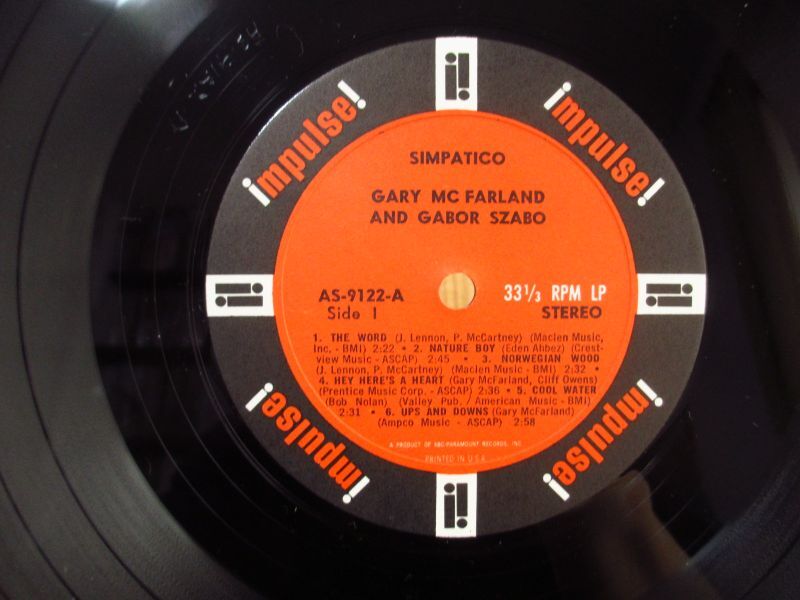 impulse!
impulse!
SIMPATICO
GARY MC FARLAND
AND GABOR SZABO
AS-9122-A
Side 1
33⅓ RPM LP
STEREO
1. THE WORD (J. Lennon, P. McCartney) (Maclen Music,
Inc. - BMI) 2:22 • 2. NATURE BOY (Eden Ahbez) (Crest-
view Music - ASCAP) 2:45 • 3. NORWEGIAN WOOD
(J. Lennon, P. McCartney) (Maclen Music - BMI) 2:32 •
4. HEY HERE'S A HEART (Gary McFarland, Cliff Owens)
(Prentice Music Corp. - ASCAP) 2:36 • 5. COOL WATER
(Bob Nolan) (Valley Pub. / American Music - BMI)
2:31 • 6. UPS AND DOWNS (Gary McFarland)
(Ampco Music - ASCAP) 2:58
A PRODUCT OF ABC-PARAMOUNT RECORDS, INC.
PRINTED IN U.S.A.
impulse!
impulse!